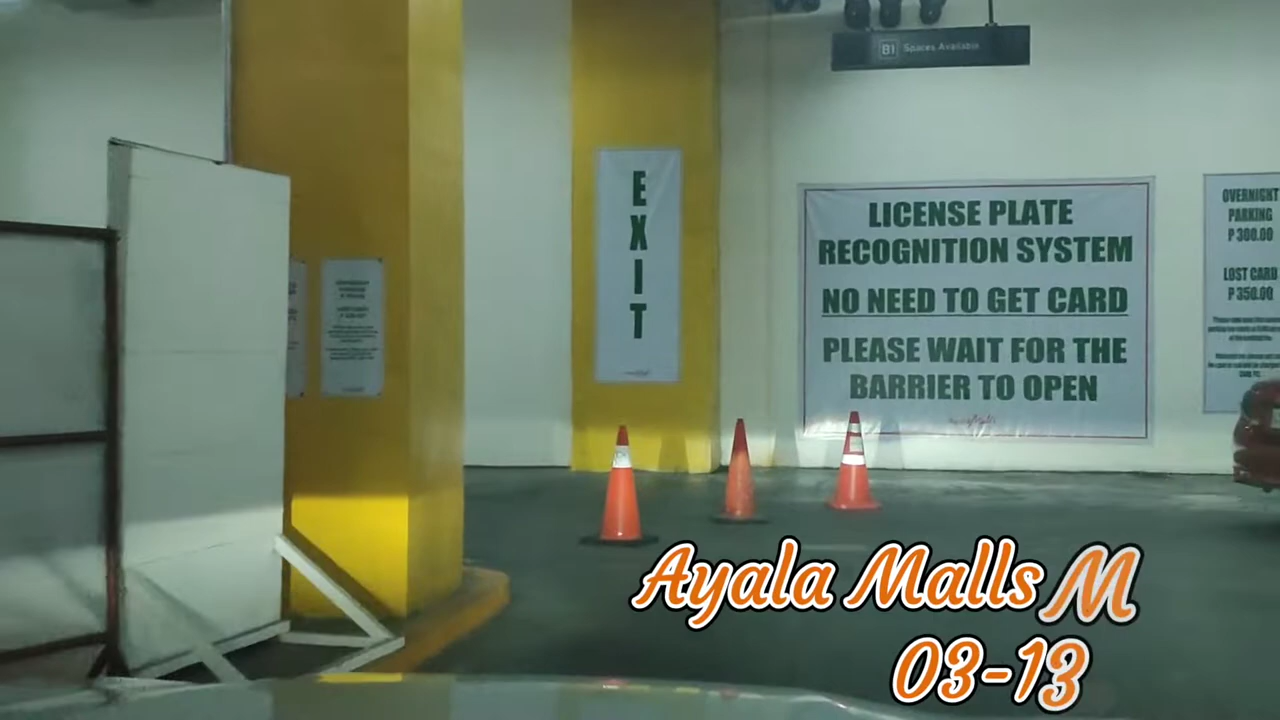 B1 Spaces Available
EXIT
LICENSE PLATE
RECOGNITION SYSTEM
NO NEED TO GET CARD
PLEASE WAIT FOR THE
BARRIER TO OPEN
OVERNIGHT
PARKING
P 300.00
LOST CARD
P 350.00
Ayala Malls M
03-13